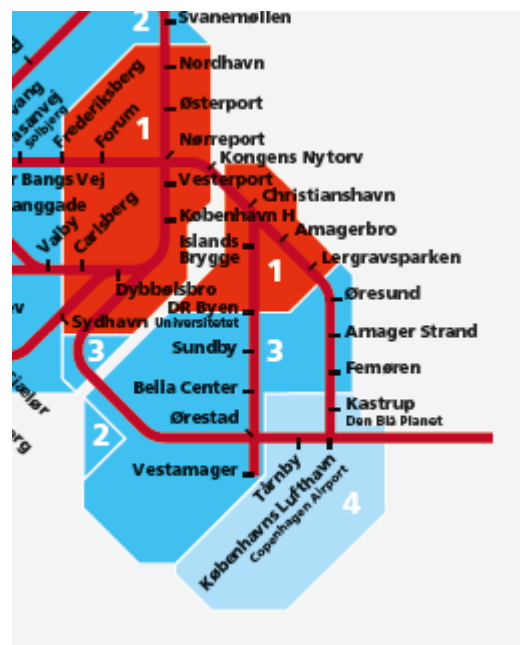 2
Svanemøllen
Nordhavn
Frederiksberg
Østerport
1
Forum
Solbjerg
Nørreport
Kongens Nytorv
r Bangs Vej
Vesterport
Christianshavn
anggade
København H
Valby
Carlsberg
Amagerbro
Islands
Brygge
1
Lergravsparken
Dybbølsbro
Øresund
DR Byen
Universitetet
Sydhavn
Sundby
3
3
Amager Strand
Femøren
Bella Center
Kastrup
Den Blå Planet
Ørestad
2
Vestamager
Tårnby
Københavns Lufthavn
Copenhagen Airport
4